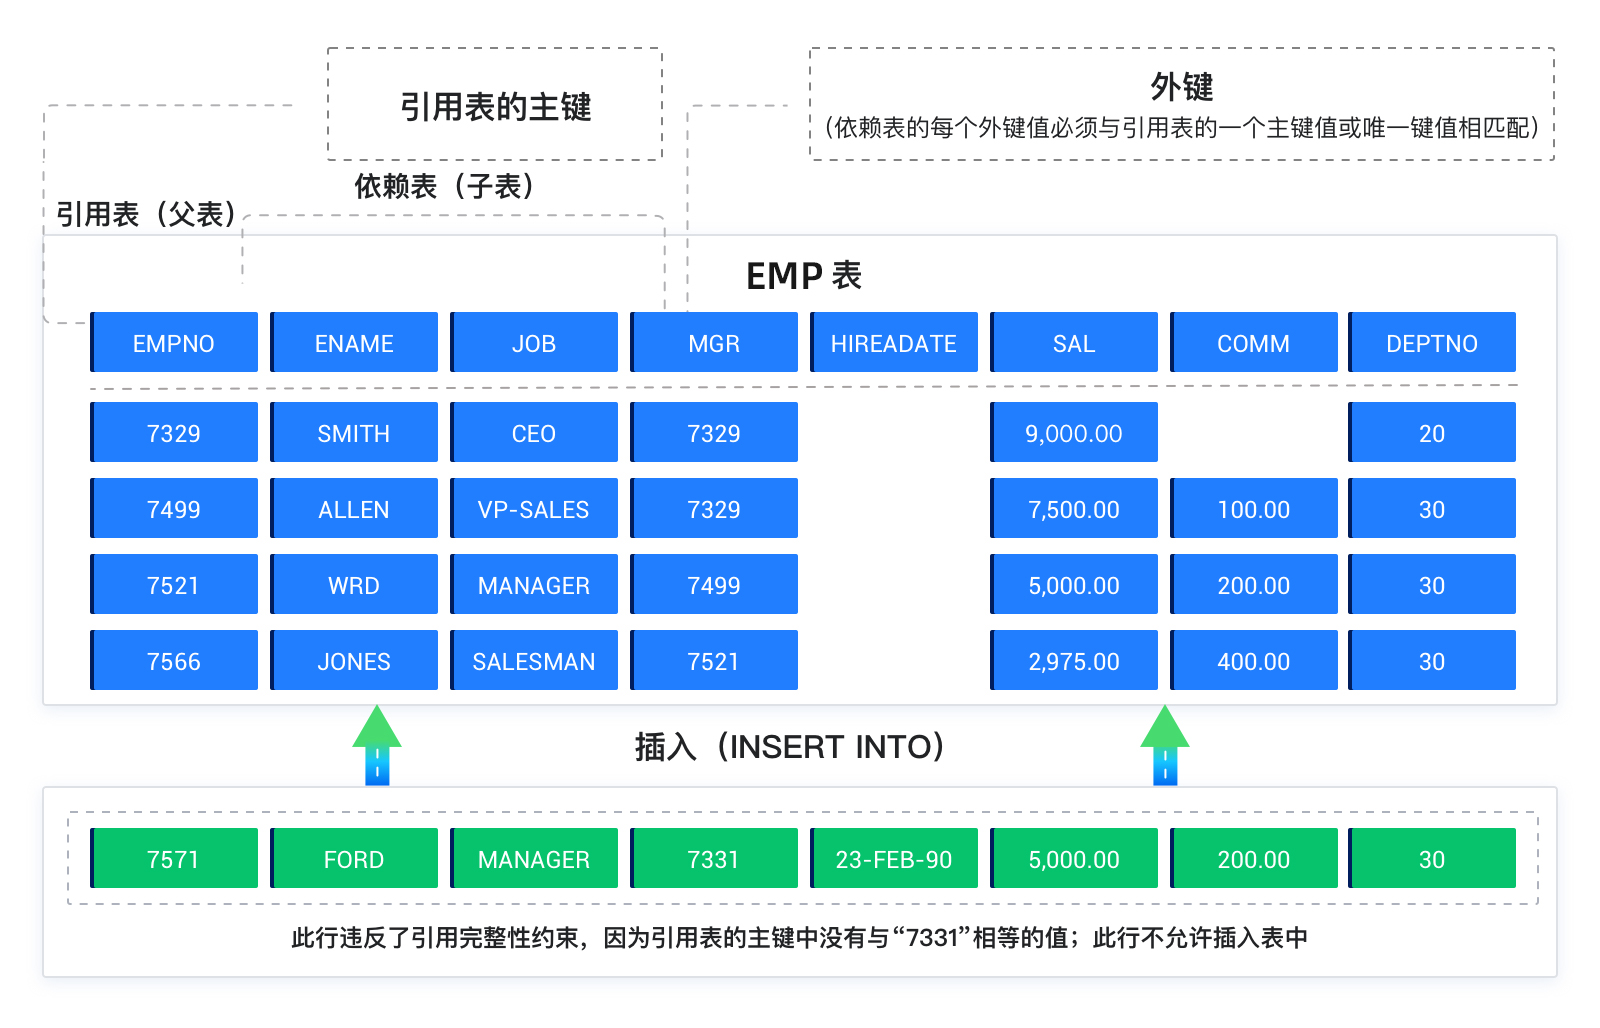 引用表的主键
外键
（依赖表的每个外键值必须与引用表的一个主键值或唯一键值相匹配）
依赖表（子表）
引用表（父表）
EMP 表
EMPNO ENAME JOB MGR HIREADATE SAL COMM DEPTNO
7329 SMITH CEO 7329 9,000.00 20
7499 ALLEN VP-SALES 7329 7,500.00 100.00 30
7521 WRD MANAGER 7499 5,000.00 200.00 30
7566 JONES SALESMAN 7521 2,975.00 400.00 30
插入（INSERT INTO）
7571 FORD MANAGER 7331 23-FEB-90 5,000.00 200.00 30
此行违反了引用完整性约束，因为引用表的主键中没有与“7331”相等的值；此行不允许插入表中